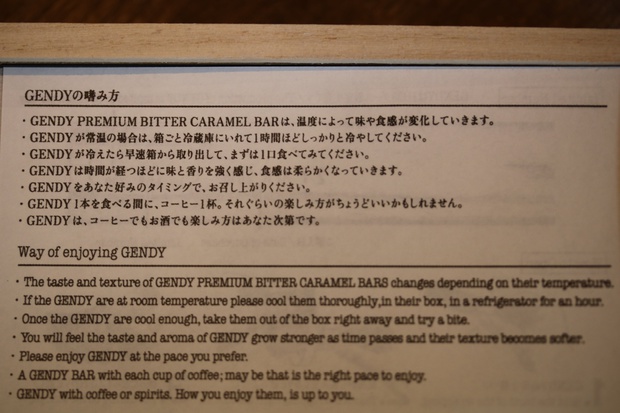 GENDYの嗜み方
・GENDY PREMIUM BITTER CARAMEL BARは、温度によって味や食感が変化していきます。
・GENDYが常温の場合は、箱ごと冷蔵庫にいれて1時間ほどしっかりと冷やしてください。
・GENDYが冷えたら早速箱から取り出して、まずは1口食べてみてください。
・GENDYは時間が経つほどに味と香りを強く感じ、食感は柔らかくなっていきます。
・GENDYをあなた好みのタイミングで、お召し上がりください。
・GENDY1本を食べる間に、コーヒー1杯。それぐらいの楽しみ方がちょうどいいかもしれません。
・GENDYは、コーヒーでもお酒でも楽しみ方はあなた次第です。
Way of enjoying GENDY
・The taste and texture of GENDY PREMIUM BITTER CARAMEL BARS changes depending on their temperature.
・If the GENDY are at room temperature please cool them thoroughly,in their box, in a refrigerator for an hour.
・Once the GENDY are cool enough, take them out of the box right away and try a bite.
・You will feel the taste and aroma of GENDY grow stronger as time passes and their texture becomes softer.
・Please enjoy GENDY at the pace you prefer.
・A GENDY BAR with each cup of coffee; may be that is the right pace to enjoy.
・GENDY with coffee or spirits. How you enjoy them, is up to you.